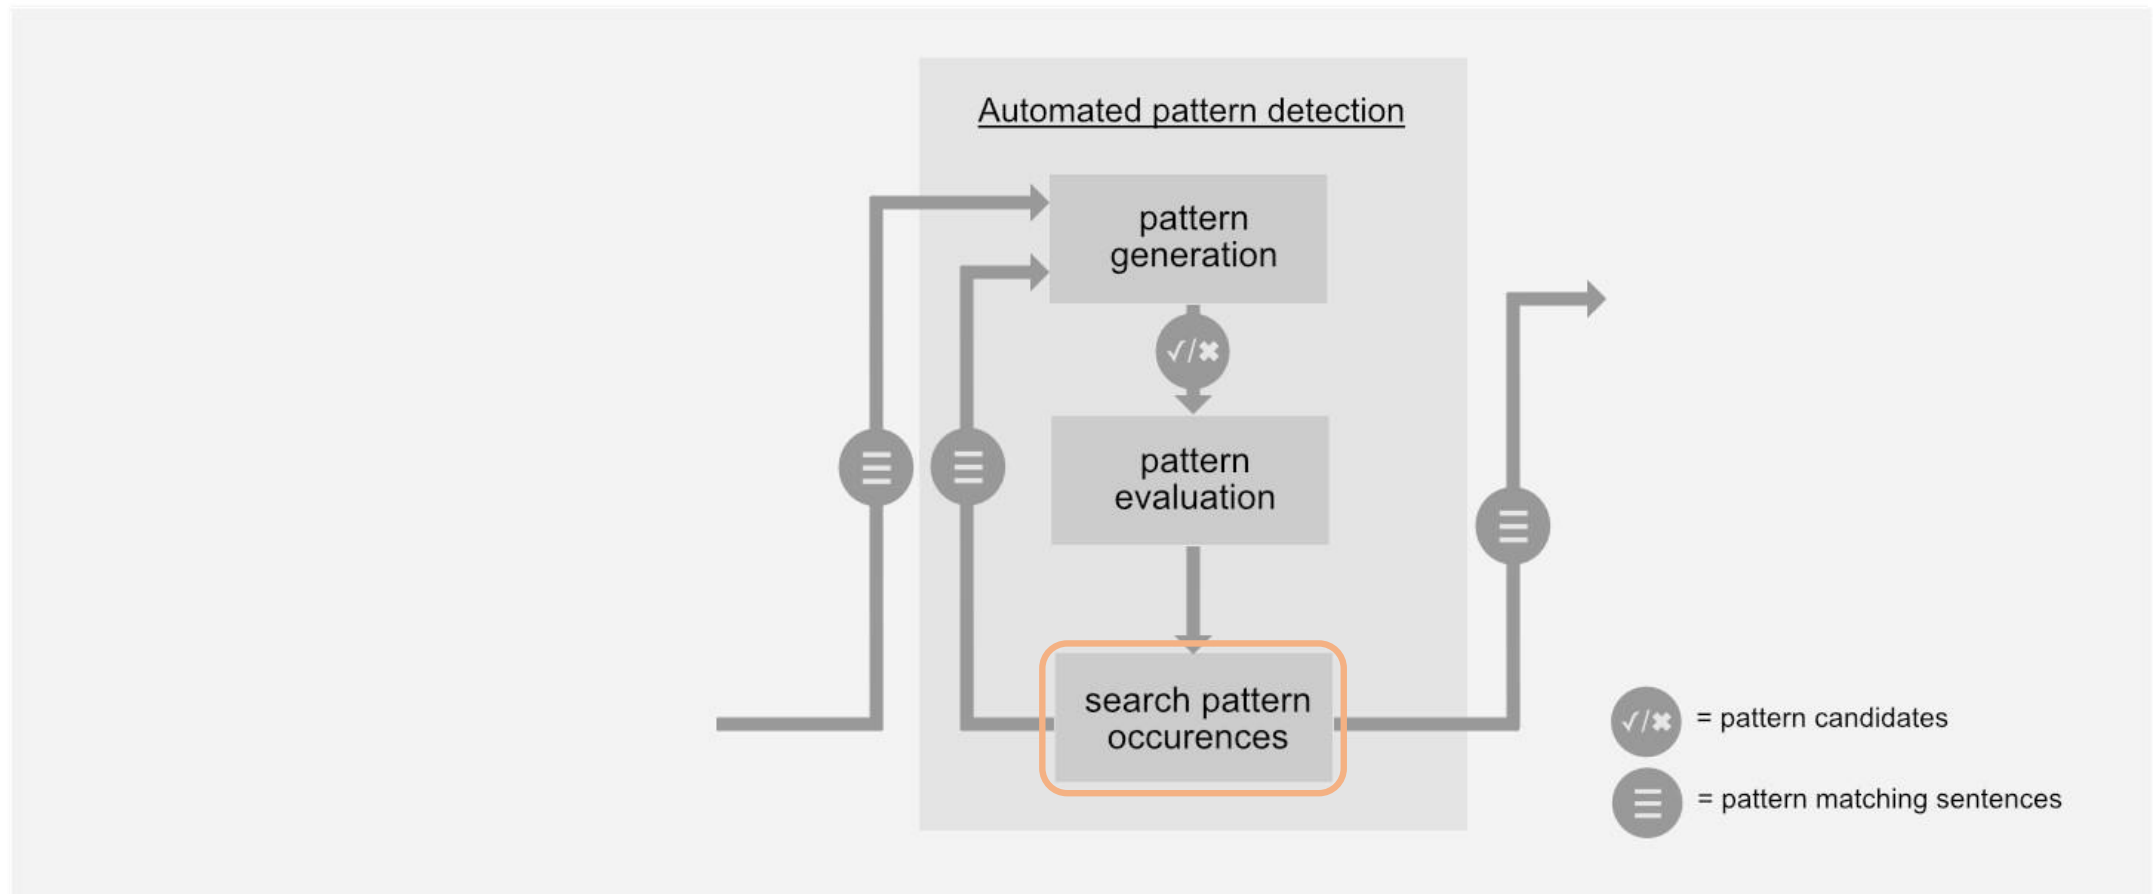 Automated pattern detection
pattern
generation
√/✖
pattern
evaluation
search pattern
occurences
√/✖ = pattern candidates
= pattern matching sentences